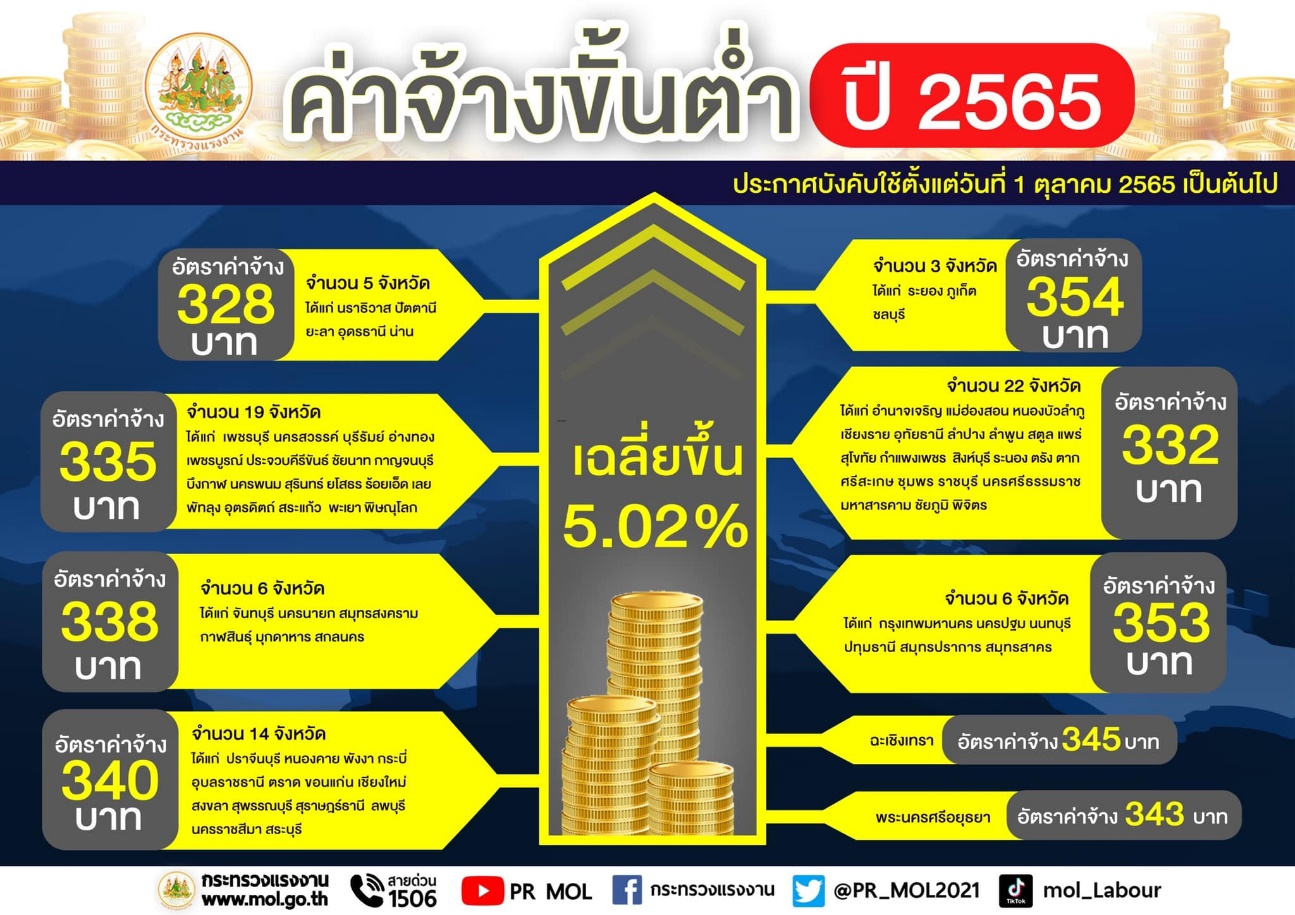 กระทรวงแรงงาน
ค่าจ้างขั้นต่ำ ปี 2565
ประกาศบังคับใช้ตั้งแต่วันที่ 1 ตุลาคม 2565 เป็นต้นไป
อัตราค่าจ้าง
328
บาท
จำนวน 5 จังหวัด
ได้แก่ นราธิวาส ปัตตานี
ยะลา อุดรธานี น่าน
อัตราค่าจ้าง
335
บาท
จำนวน 19 จังหวัด
ได้แก่ เพชรบุรี นครสวรรค์ บุรีรัมย์ อ่างทอง
เพชรบูรณ์ ประจวบคีรีขันธ์ ชัยนาท กาญจนบุรี
บึงกาฬ นครพนม สุรินทร์ ยโสธร ร้อยเอ็ด เลย
พัทลุง อุตรดิตถ์ สระแก้ว พะเยา พิษณุโลก
อัตราค่าจ้าง
338
บาท
จำนวน 6 จังหวัด
ได้แก่ จันทบุรี นครนายก สมุทรสงคราม
กาฬสินธุ์ มุกดาหาร สกลนคร
อัตราค่าจ้าง
340
บาท
จำนวน 14 จังหวัด
ได้แก่ ปราจีนบุรี หนองคาย พังงา กระบี่
อุบลราชธานี ตราด ขอนแก่น เชียงใหม่
สงขลา สุพรรณบุรี สุราษฎร์ธานี ลพบุรี
นครราชสีมา สระบุรี
เฉลี่ยขึ้น
5.02%
จำนวน 3 จังหวัด
ได้แก่ ระยอง ภูเก็ต
ชลบุรี
อัตราค่าจ้าง
354
บาท
จำนวน 22 จังหวัด
ได้แก่ อำนาจเจริญ แม่ฮ่องสอน หนองบัวลำภู
เชียงราย อุทัยธานี ลำปาง ลำพูน สตูล แพร่
สุโขทัย กำแพงเพชร สิงห์บุรี ระนอง ตรัง ตาก
ศรีสะเกษ ชุมพร ราชบุรี นครศรีธรรมราช
มหาสารคาม ชัยภูมิ พิจิตร
อัตราค่าจ้าง
332
บาท
จำนวน 6 จังหวัด
ได้แก่ กรุงเทพมหานคร นครปฐม นนทบุรี
ปทุมธานี สมุทรปราการ สมุทรสาคร
อัตราค่าจ้าง
353
บาท
ฉะเชิงเทรา อัตราค่าจ้าง 345 บาท
พระนครศรีอยุธยา อัตราค่าจ้าง 343 บาท
กระทรวงแรงงาน
www.mol.go.th
สายด่วน
1506
PR MOL
กระทรวงแรงงาน
@PR_MOL2021
TikTok
mol_Labour